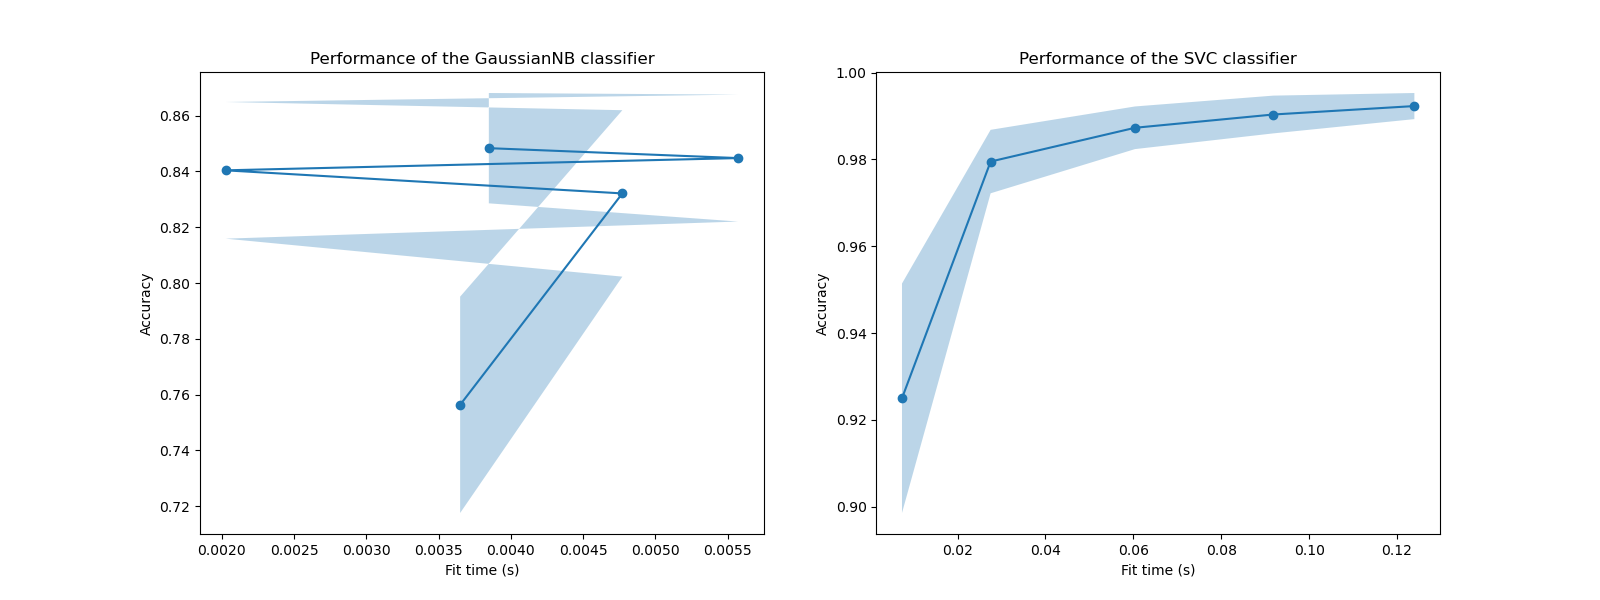 Performance of the GaussianNB classifier
Accuracy
0.86
0.84
0.82
0.80
0.78
0.76
0.74
0.72
0.0020 0.0025 0.0030 0.0035 0.0040 0.0045 0.0050 0.0055
Fit time (s)
Performance of the SVC classifier
Accuracy
1.00
0.98
0.96
0.94
0.92
0.90
0.02 0.04 0.06 0.08 0.10 0.12
Fit time (s)